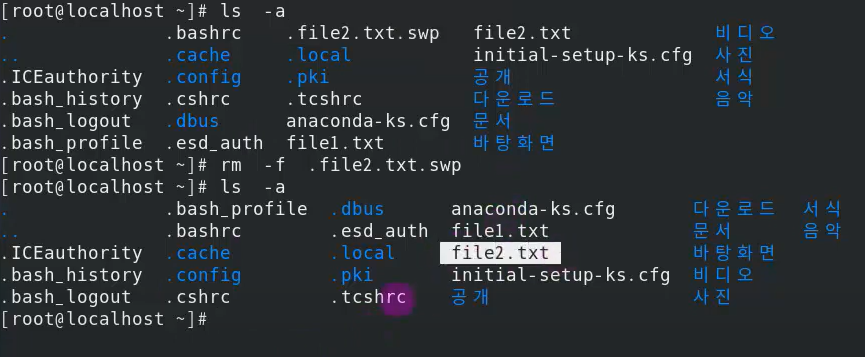 [root@localhost ~]# ls  -a
.              .bashrc    .file2.txt.swp   file2.txt             비디오
..             .cache     .local           initial-setup-ks.cfg  사진
.ICEauthority  .config    .pki             공개                  서식
.bash_history  .cshrc     .tcshrc          다운로드              음악
.bash_logout   .dbus      anaconda-ks.cfg  문서
.bash_profile  .esd_auth  file1.txt        바탕화면
[root@localhost ~]# rm  -f  .file2.txt.swp
[root@localhost ~]# ls  -a
.              .bash_profile  .dbus      anaconda-ks.cfg       다운로드  서식
..             .bashrc        .esd_auth  file1.txt             문서      음악
.ICEauthority  .cache         .local     file2.txt             바탕화면
.bash_history  .config        .pki       initial-setup-ks.cfg  비디오
.bash_logout   .cshrc         .tcshrc    공개                  사진
[root@localhost ~]#